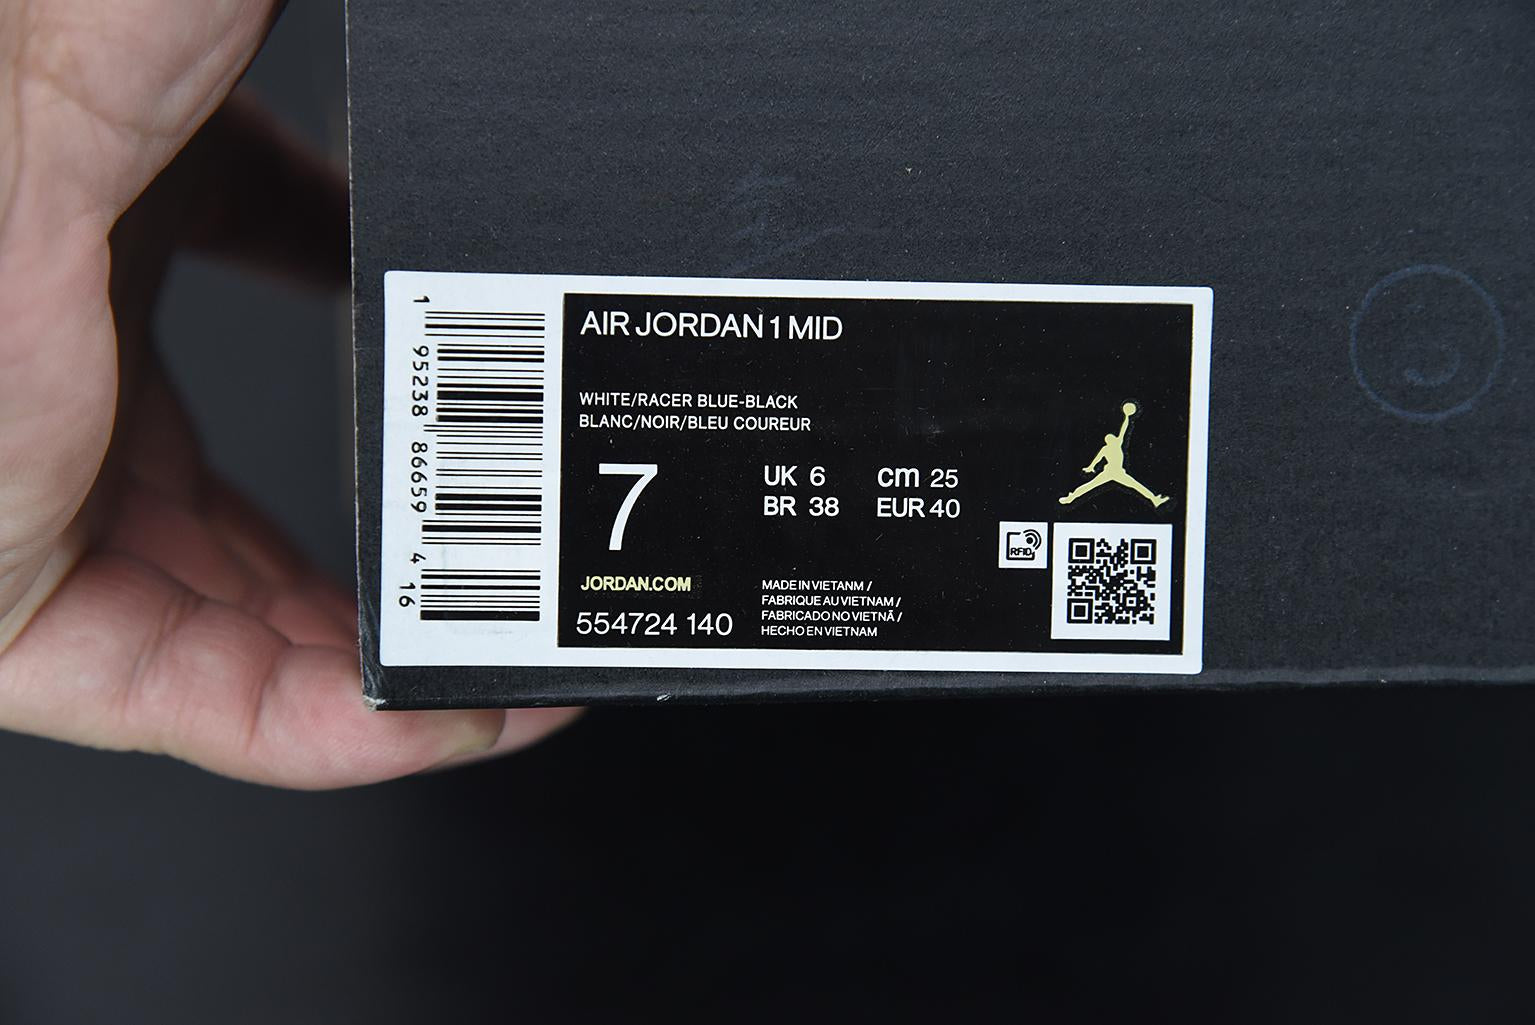 AIR JORDAN 1 MID
WHITE/RACER BLUE-BLACK
BLANC/NOIR/BLEU COUREUR
7
UK 6
cm 25
BR 38
EUR 40
RFID
JORDAN.COM
554724 140
MADE IN VIETANM /
FABRIQUE AU VIETNAM /
FABRICADO NO VIETNÃ /
HECHO EN VIETNAM
1 95238 86659 4 16